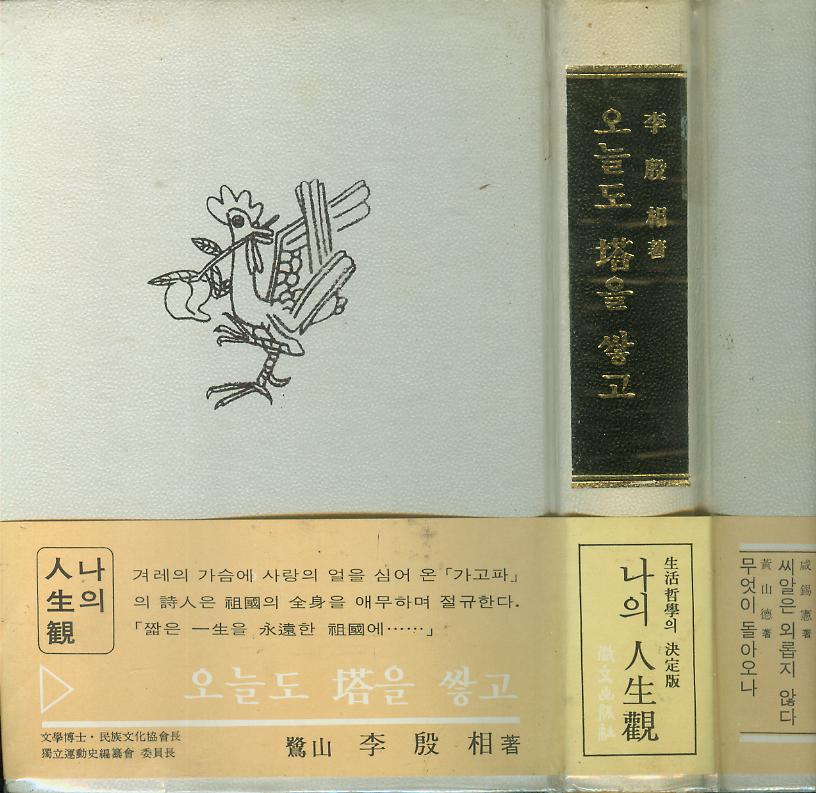 나의
人生観
겨레의 가슴에 사랑의 얼을 심어 온「가고파」
의 詩人은 祖國의 全身을 애무하며 절규한다.
「짧은 一生을 永遠한 祖國에……」
오늘도 塔을 쌓고
文學博士・民族文化協會長
獨立運動史編纂會 委員長
鷺山 李殷相 著
李殷相 著
오늘도 塔을 쌓고
生活哲學의 決定版
나의 人生觀
徽文出版社
咸錫憲 著
씨알은 외롭지 않다
黃山德 著
무엇이 돌아오나